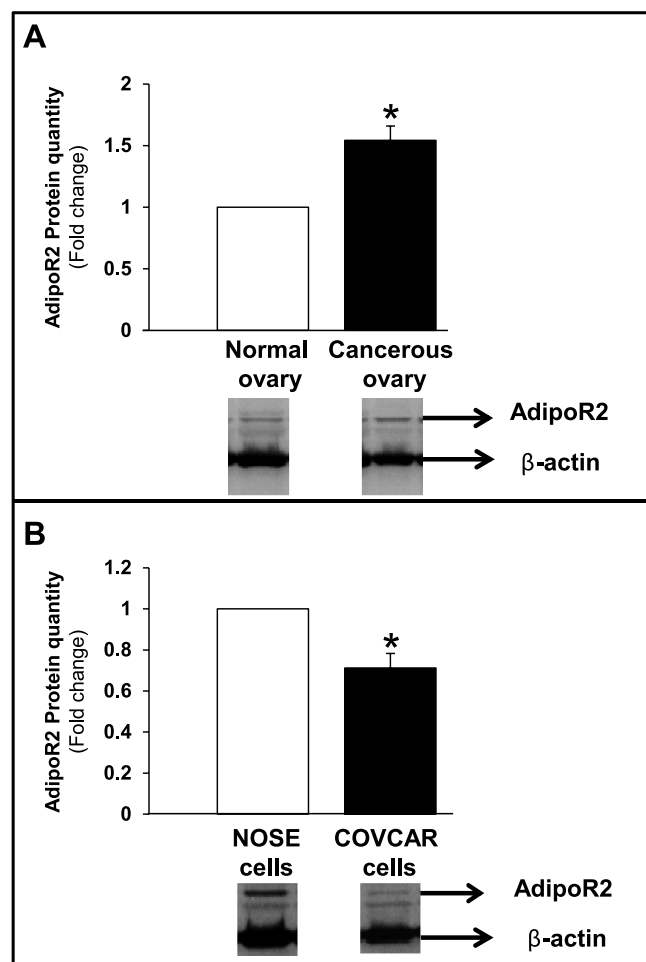 A
AdipoR2 Protein quantity
(Fold change)
2
1.5
1
0.5
0
*
Normal ovary
Cancerous ovary
AdipoR2
β-actin
B
AdipoR2 Protein quantity
(Fold change)
1.2
1
0.8
0.6
0.4
0.2
0
*
NOSE cells
COVCAR cells
AdipoR2
β-actin